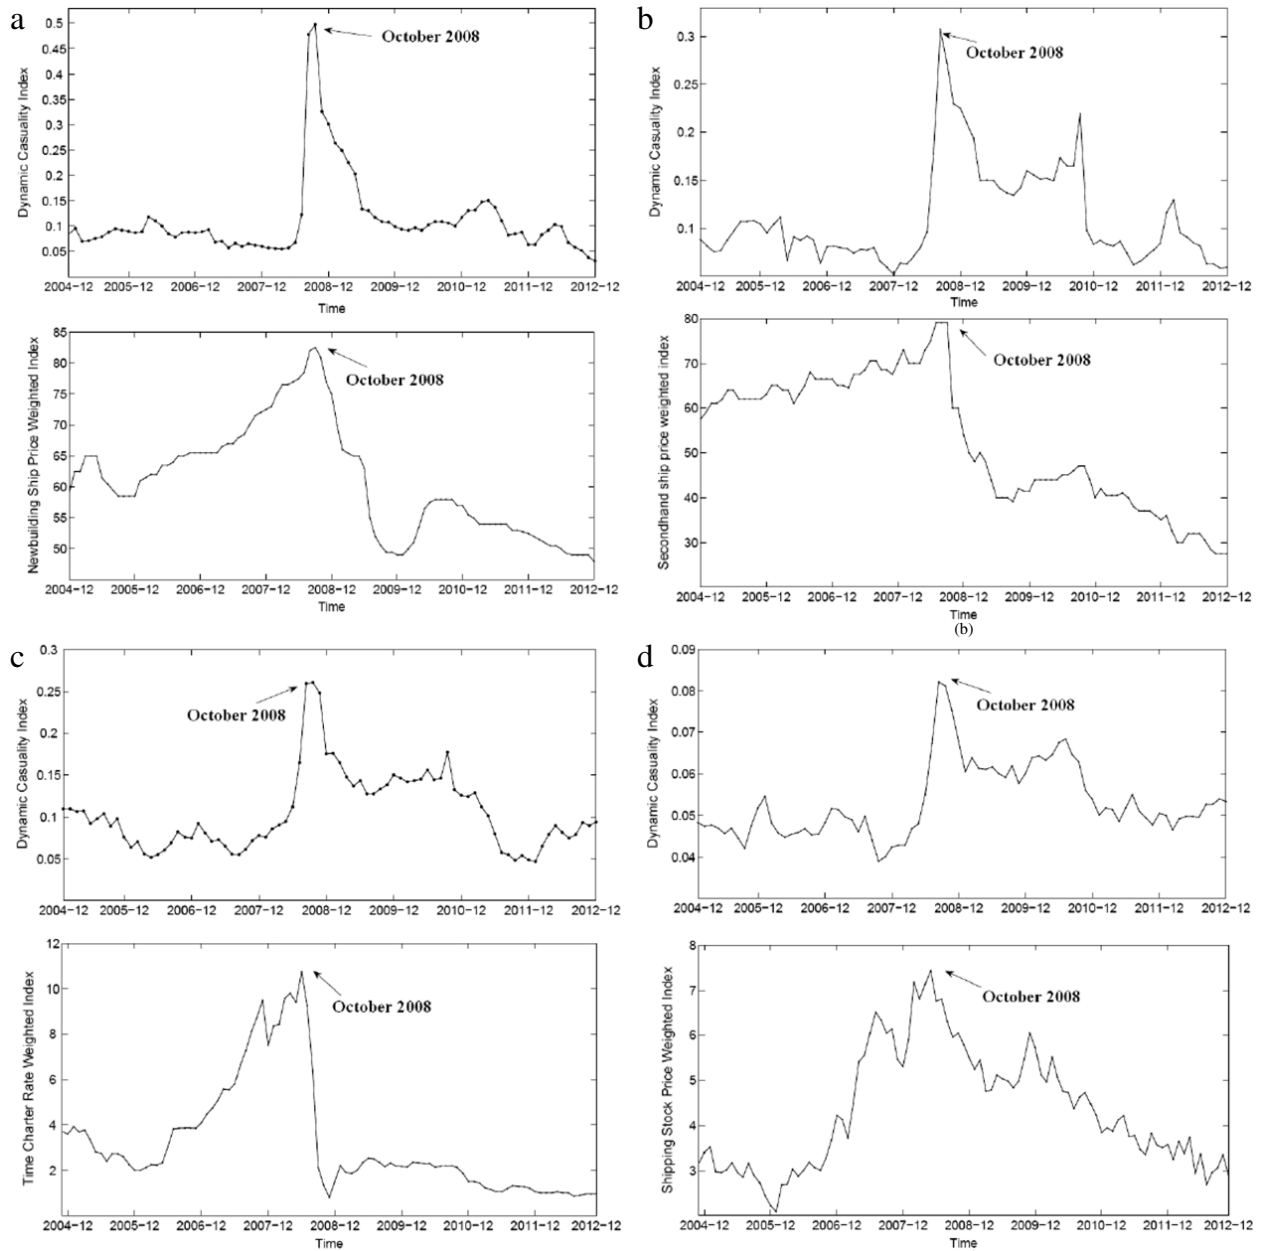 a
Dynamic Casuality Index
0.5
0.45
0.4
0.35
0.3
0.25
0.2
0.15
0.1
0.05
October 2008
2004−12 2005−12 2006−12 2007−12 2008−12 2009−12 2010−12 2011−12 2012−12
Time
Newbuilding Ship Price Weighted Index
85
80
75
70
65
60
55
50
October 2008
2004−12 2005−12 2006−12 2007−12 2008−12 2009−12 2010−12 2011−12 2012−12
Time
b
Dynamic Casuality Index
0.3
0.25
0.2
0.15
0.1
October 2008
2004−12 2005−12 2006−12 2007−12 2008−12 2009−12 2010−12 2011−12 2012−12
Time
Secondhand ship price weighted index
80
70
60
50
40
30
October 2008
2004−12 2005−12 2006−12 2007−12 2008−12 2009−12 2010−12 2011−12 2012−12
Time
(b)
c
Dynamic Casuality Index
0.3
0.25
0.2
0.15
0.1
0.05
October 2008
2004−12 2005−12 2006−12 2007−12 2008−12 2009−12 2010−12 2011−12 2012−12
Time Charter Rate Weighted Index
12
10
8
6
4
2
October 2008
2004−12 2005−12 2006−12 2007−12 2008−12 2009−12 2010−12 2011−12 2012−12
Time
d
Dynamic Casuality Index
0.09
0.08
0.07
0.06
0.05
0.04
October 2008
2004−12 2005−12 2006−12 2007−12 2008−12 2009−12 2010−12 2011−12 2012−12
Shipping Stock Price Weighted Index
8
7
6
5
4
3
October 2008
2004−12 2005−12 2006−12 2007−12 2008−12 2009−12 2010−12 2011−12 2012−12
Time